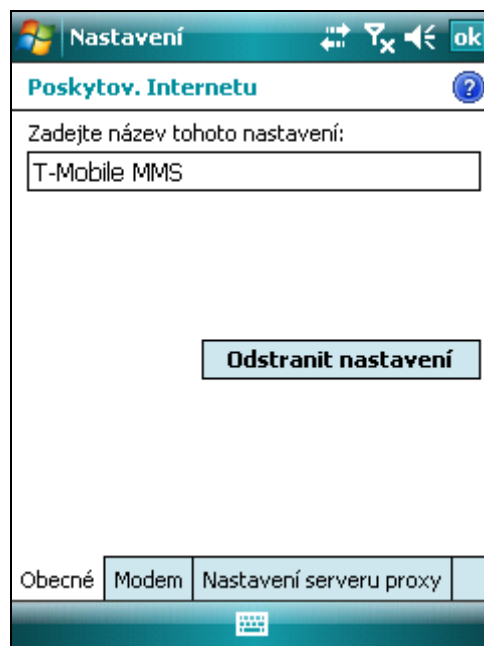 Nastavení
ok
Poskytov. Internetu
?
Zadejte název tohoto nastavení:
T-Mobile MMS
Odstranit nastavení
Obecné Modem Nastavení serveru proxy